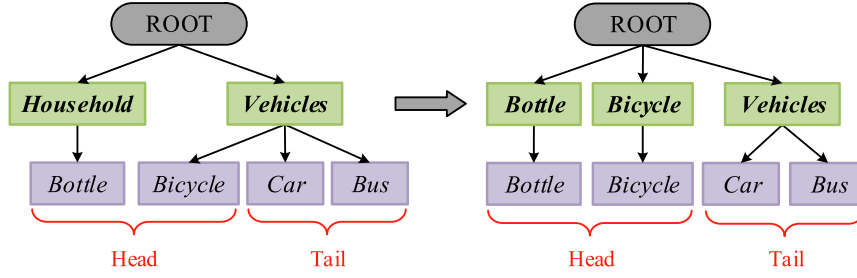 ROOT
Household
Vehicles
Bottle
Bicycle
Car
Bus
Head
Tail
ROOT
Bottle
Bicycle
Vehicles
Bottle
Bicycle
Car
Bus
Head
Tail